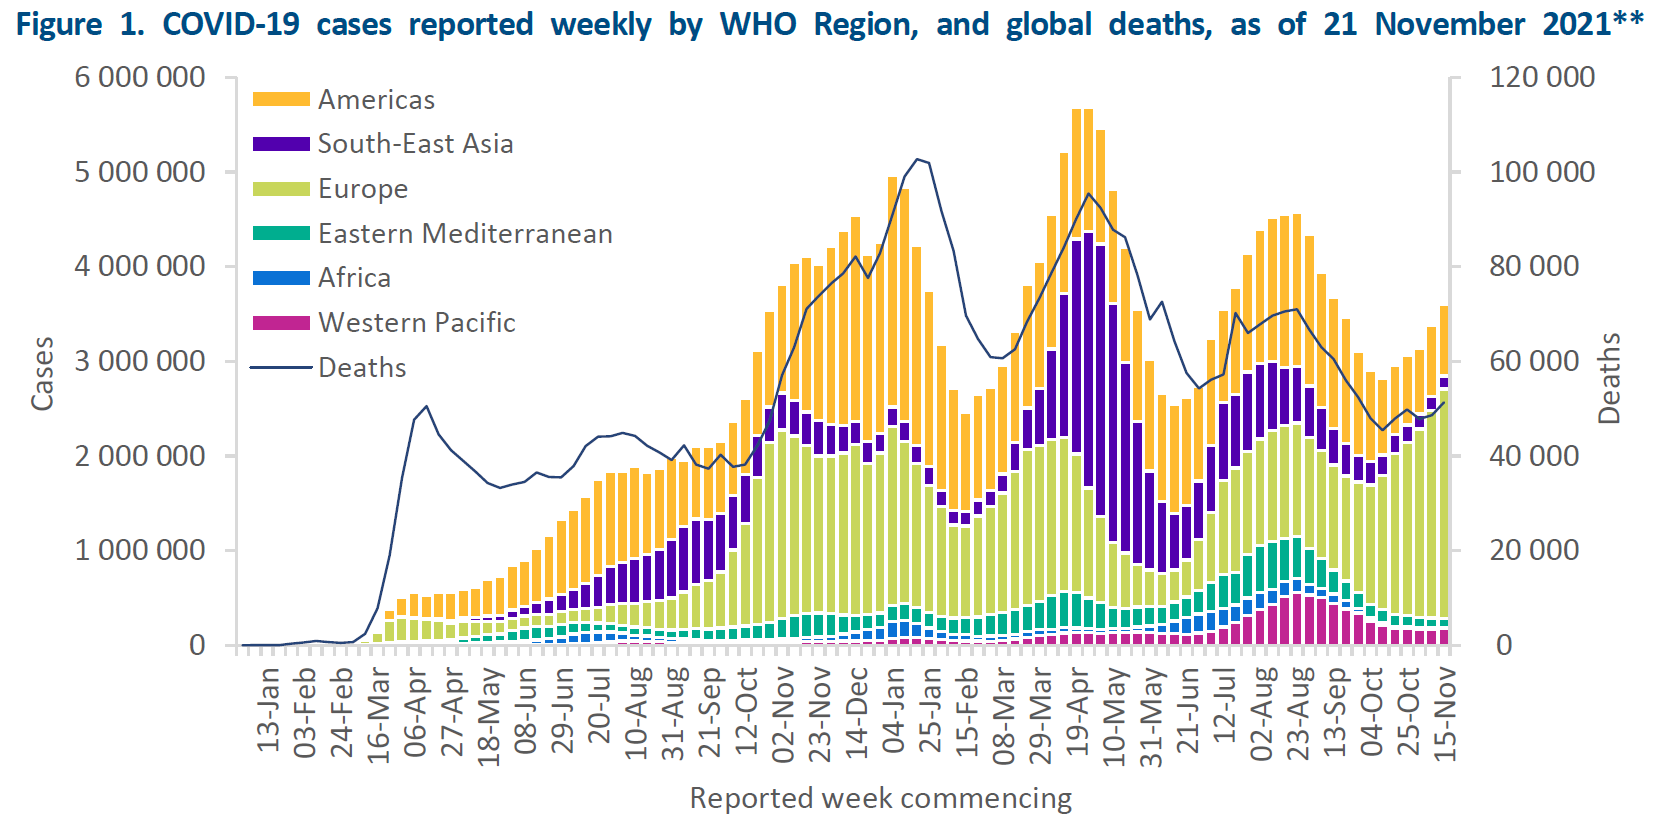 Figure 1. COVID-19 cases reported weekly by WHO Region, and global deaths, as of 21 November 2021**
6 000 000
5 000 000
4 000 000
3 000 000
2 000 000
1 000 000
0
Cases
Americas
South-East Asia
Europe
Eastern Mediterranean
Africa
Western Pacific
Deaths
120 000
100 000
80 000
60 000
40 000
20 000
0
Deaths
13-Jan
03-Feb
24-Feb
16-Mar
06-Apr
27-Apr
18-May
08-Jun
29-Jun
20-Jul
10-Aug
31-Aug
21-Sep
12-Oct
02-Nov
23-Nov
14-Dec
04-Jan
25-Jan
15-Feb
08-Mar
29-Mar
19-Apr
10-May
31-May
21-Jun
12-Jul
02-Aug
23-Aug
13-Sep
04-Oct
25-Oct
15-Nov
Reported week commencing